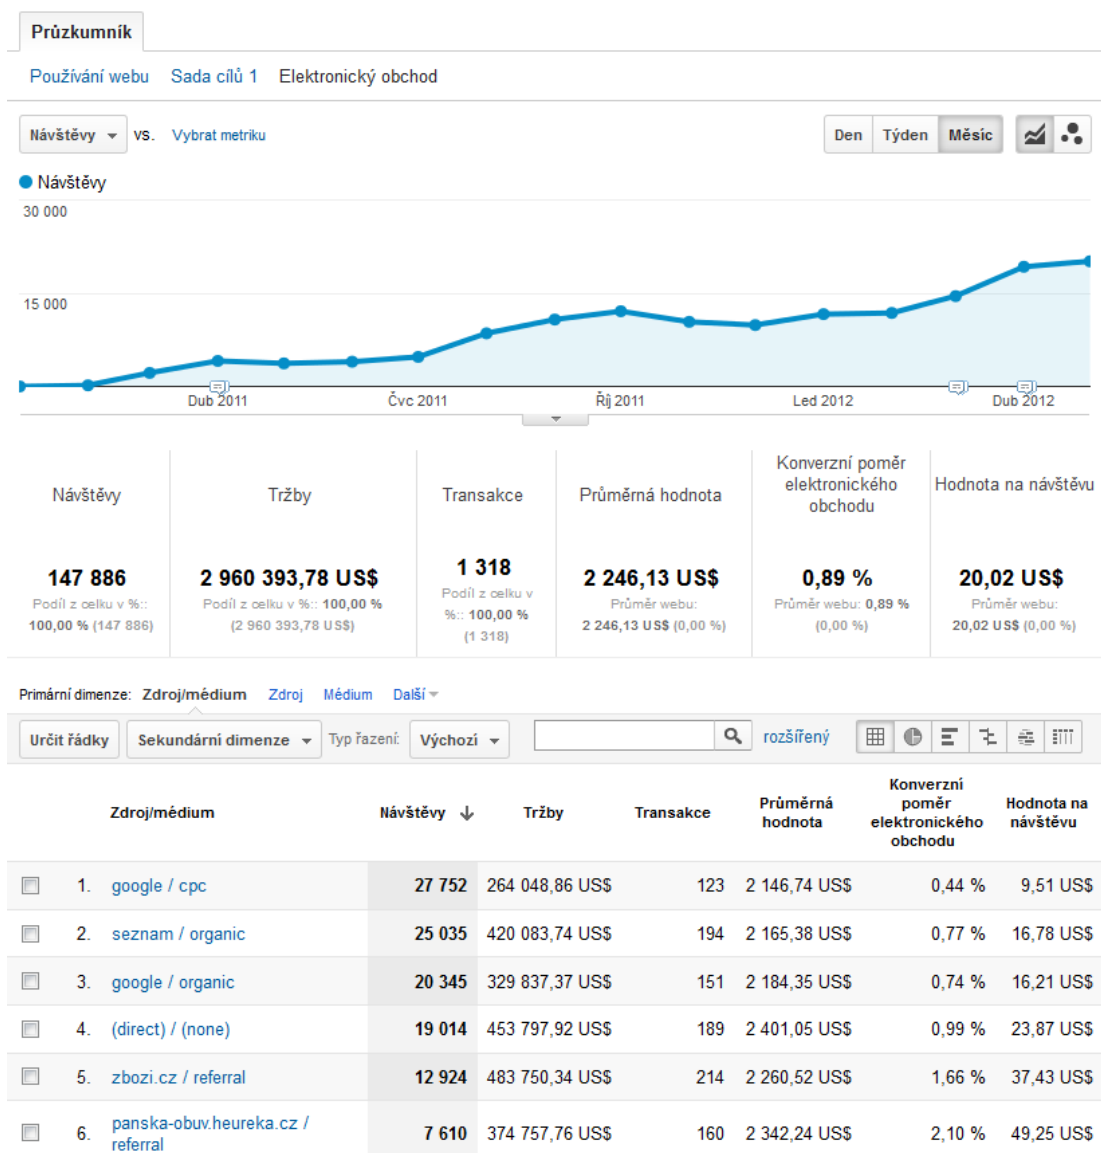 Průzkumník
Používání webu Sada cílů 1 Elektronický obchod
Návštěvy vs. Vybrat metriku Den Týden Měsíc
Návštěvy
30 000
15 000
Dub 2011 Čvc 2011 Říj 2011 Led 2012 Dub 2012
Návštěvy
147 886
Podíl z celku v %::
100,00 % (147 886)
Tržby
2 960 393,78 US$
Podíl z celku v %:: 100,00 %
(2 960 393,78 US$)
Transakce
1 318
Podíl z celku v
%:: 100,00 %
(1 318)
Průměrná hodnota
2 246,13 US$
Průměr webu:
2 246,13 US$ (0,00 %)
Konverzní poměr
elektronického
obchodu
0,89 %
Průměr webu: 0,89 %
(0,00 %)
Hodnota na návštěvu
20,02 US$
Průměr webu:
20,02 US$ (0,00 %)
Primární dimenze: Zdroj/médium Zdroj Médium Další
Určit řádky Sekundární dimenze Typ řazení: Výchozí rozšířený
Zdroj/médium
Návštěvy
Tržby
Transakce
Průměrná
hodnota
Konverzní
poměr
elektronického
obchodu
Hodnota na
návštěvu
1. google / cpc 27 752 264 048,86 US$ 123 2 146,74 US$ 0,44 % 9,51 US$
2. seznam / organic 25 035 420 083,74 US$ 194 2 165,38 US$ 0,77 % 16,78 US$
3. google / organic 20 345 329 837,37 US$ 151 2 184,35 US$ 0,74 % 16,21 US$
4. (direct) / (none) 19 014 453 797,92 US$ 189 2 401,05 US$ 0,99 % 23,87 US$
5. zbozi.cz / referral 12 924 483 750,34 US$ 214 2 260,52 US$ 1,66 % 37,43 US$
6. panska-obuv.heureka.cz /
referral 7 610 374 757,76 US$ 160 2 342,24 US$ 2,10 % 49,25 US$